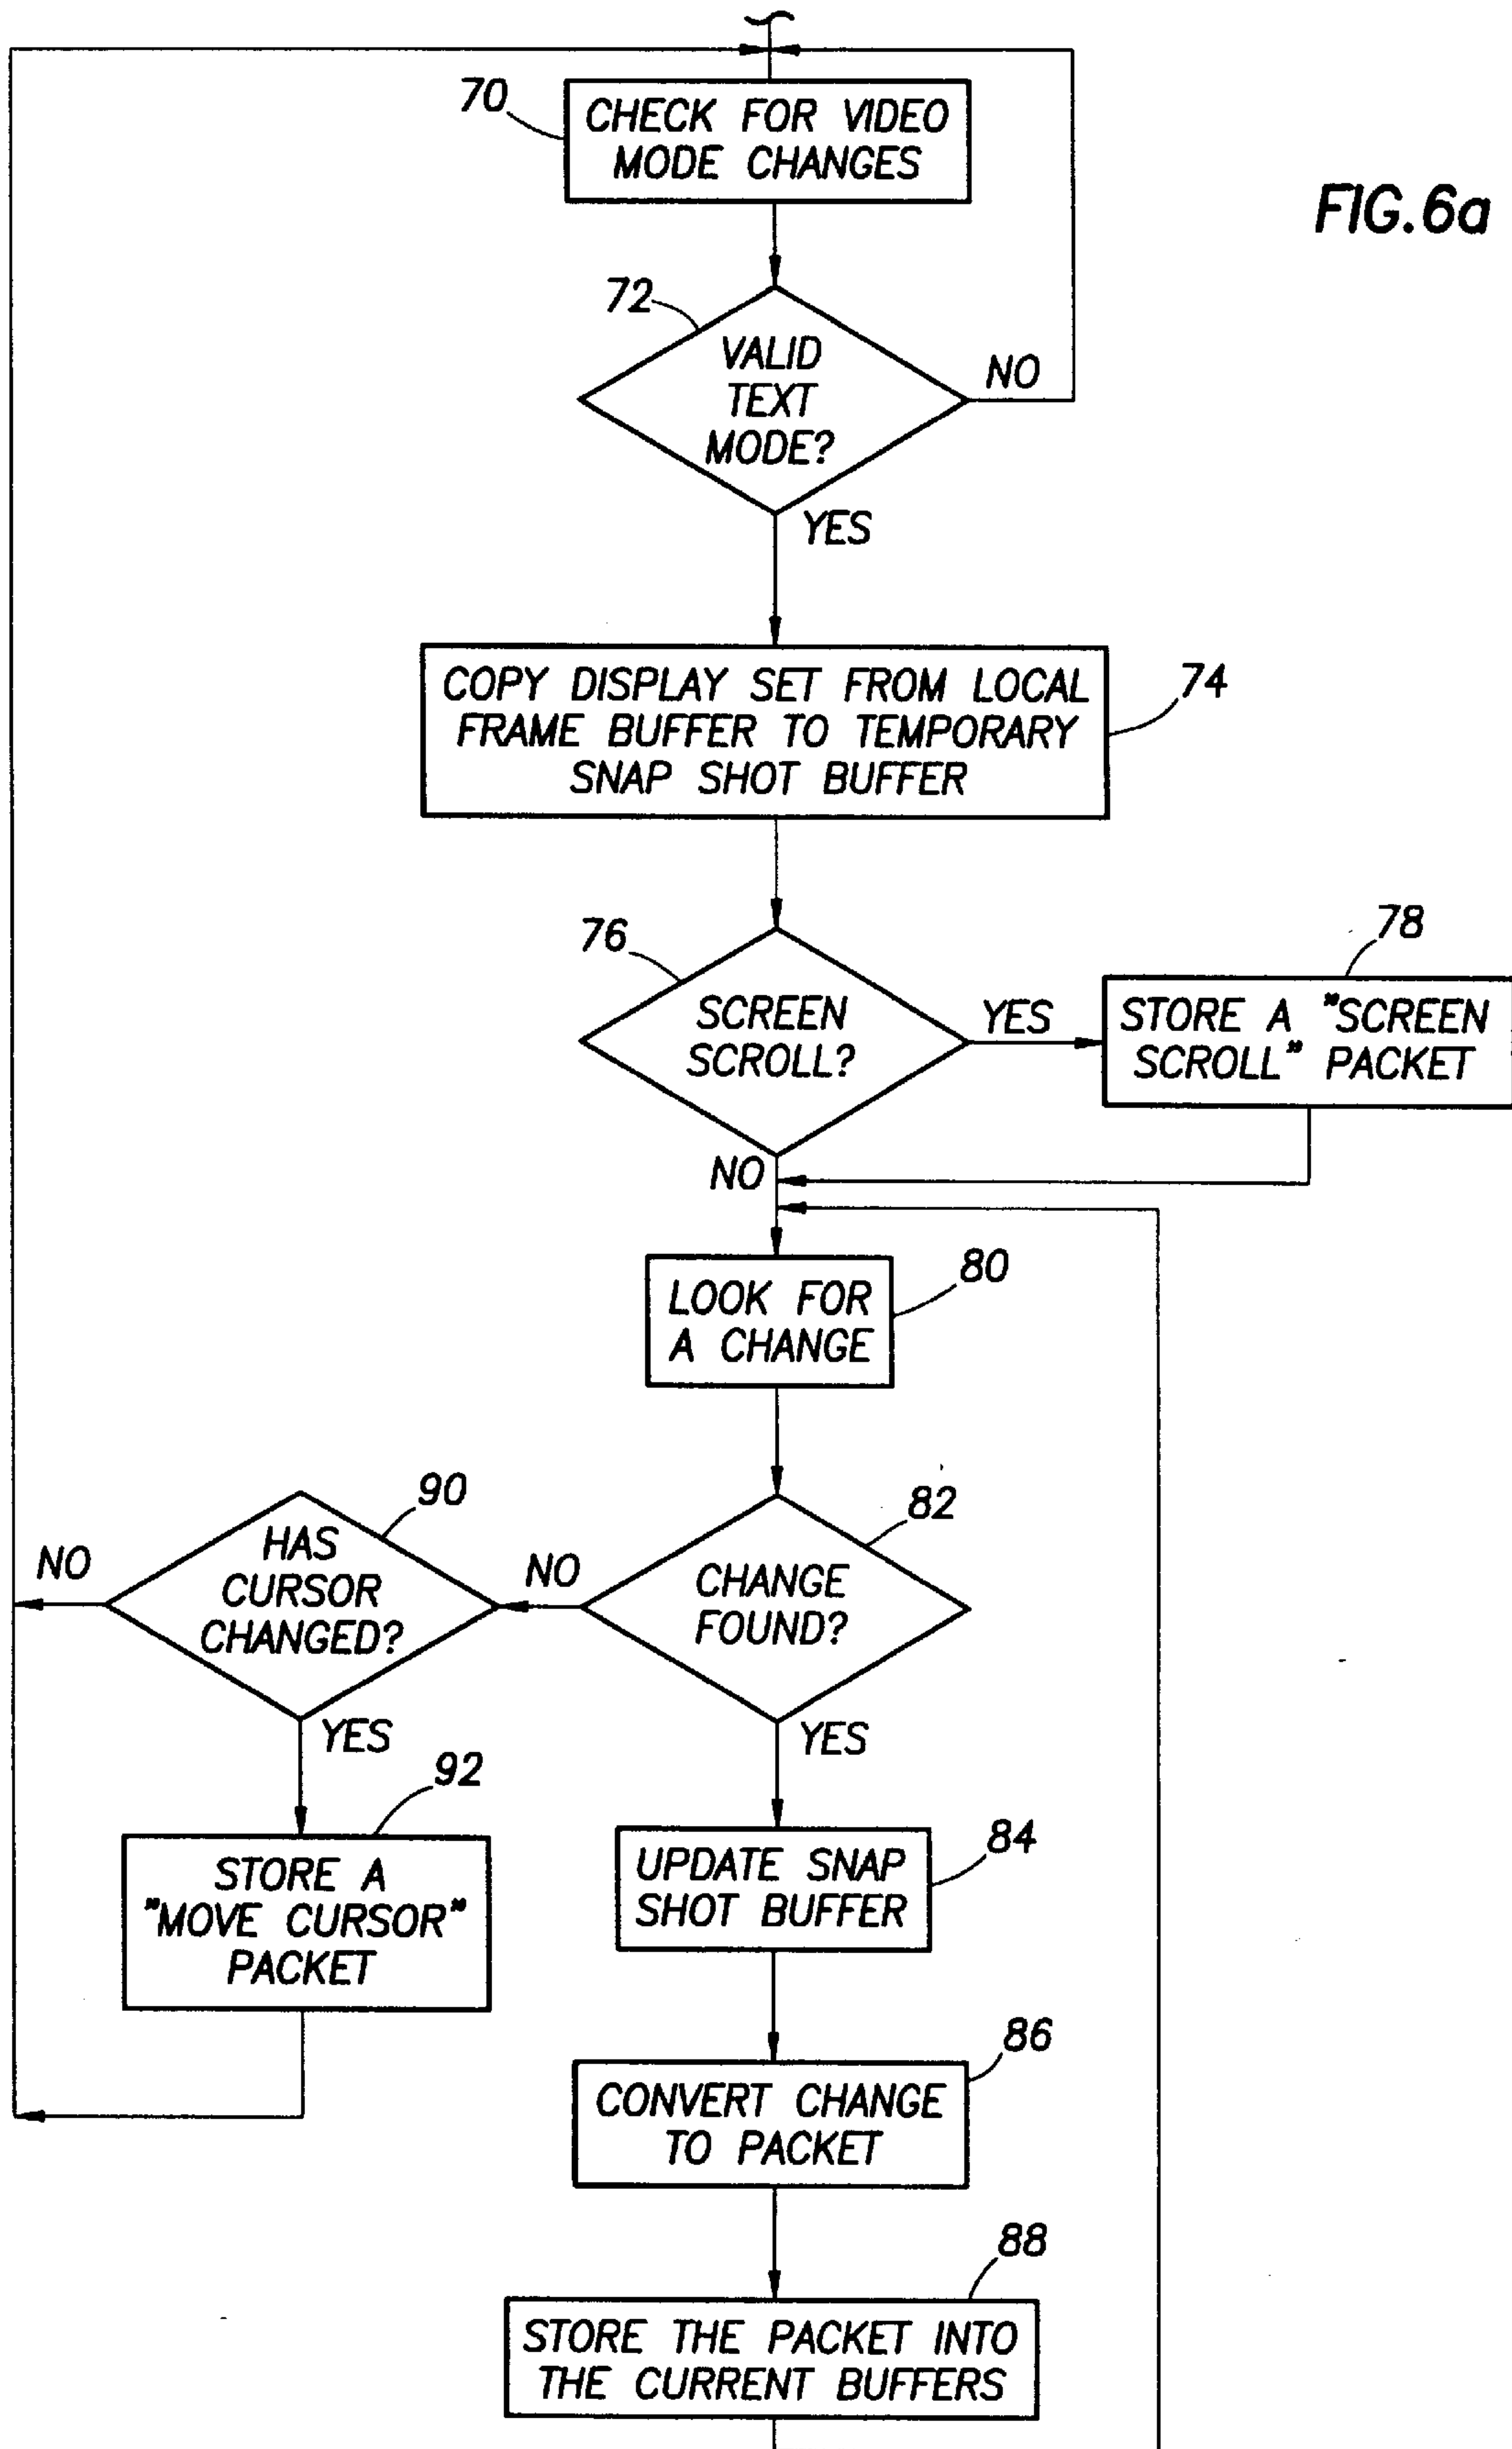 70
CHECK FOR VIDEO
MODE CHANGES
FIG.6a
72
VALID
TEXT
MODE?
NO
YES
COPY DISPLAY SET FROM LOCAL
FRAME BUFFER TO TEMPORARY
SNAP SHOT BUFFER
74
76
SCREEN
SCROLL?
YES
78
STORE A "SCREEN
SCROLL" PACKET
NO
LOOK FOR
A CHANGE
80
82
CHANGE
FOUND?
NO
90
HAS
CURSOR
CHANGED?
NO
YES
92
STORE A
"MOVE CURSOR"
PACKET
YES
UPDATE SNAP
SHOT BUFFER
84
CONVERT CHANGE
TO PACKET
86
88
STORE THE PACKET INTO
THE CURRENT BUFFERS